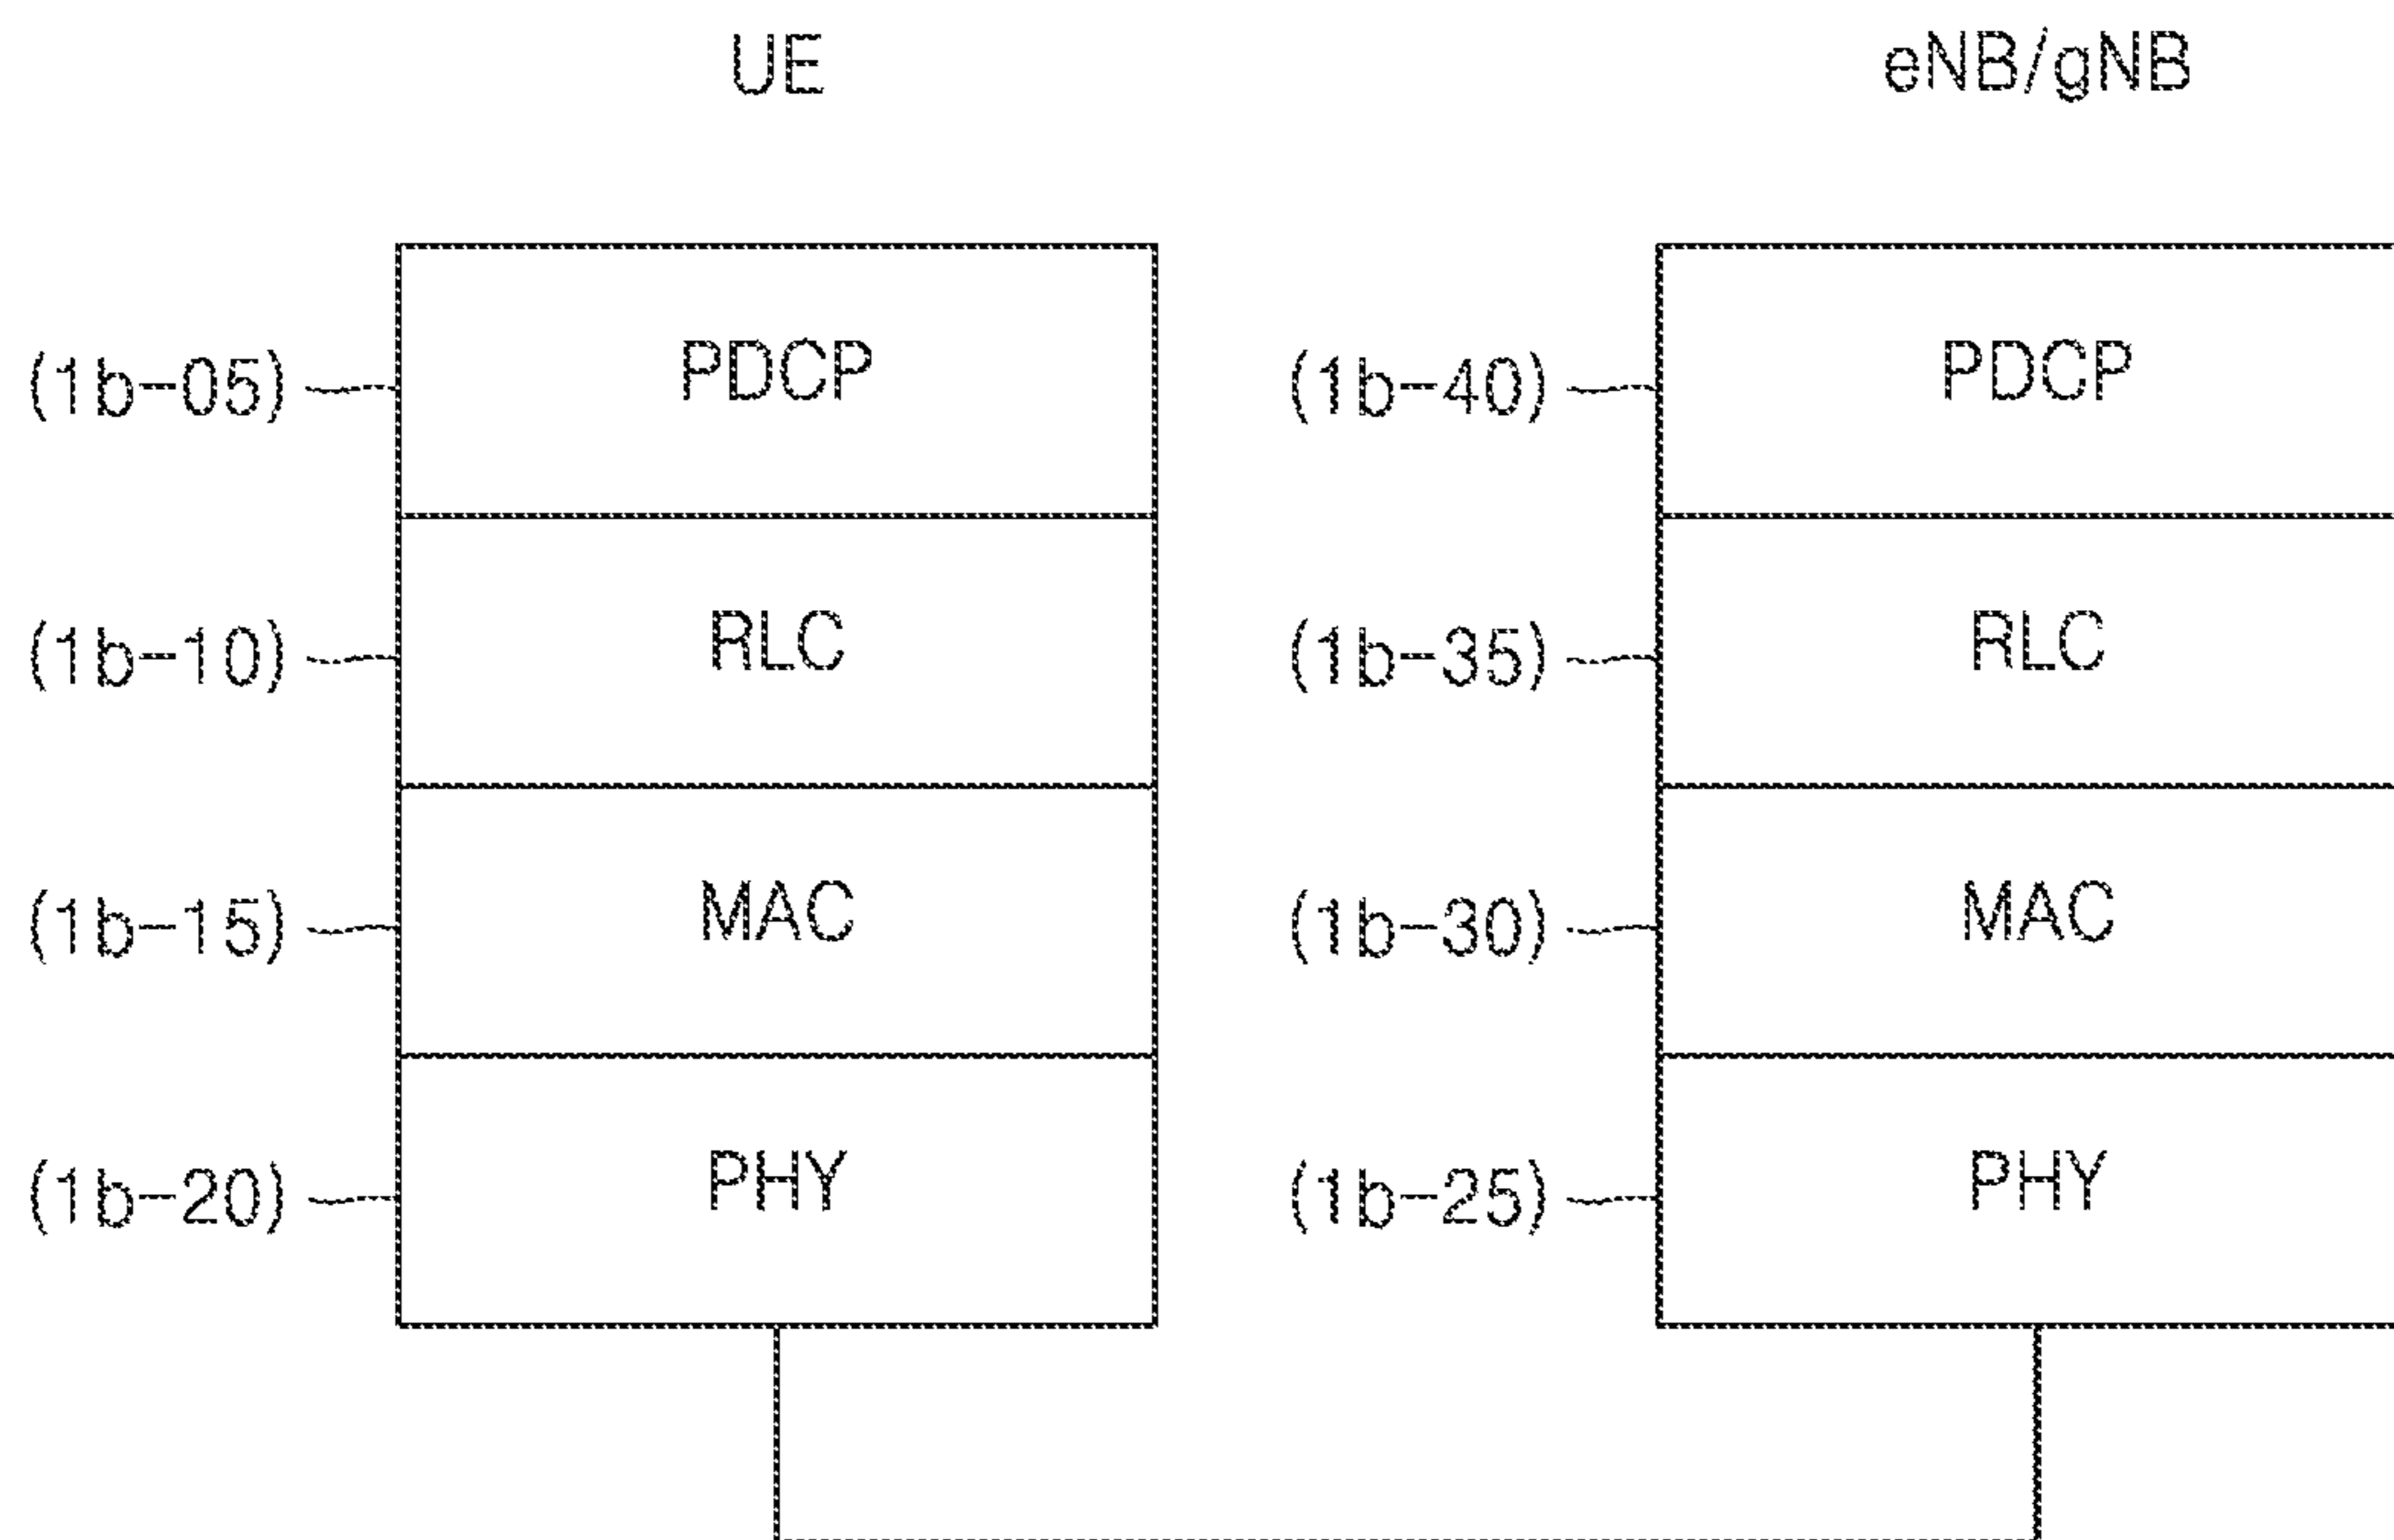 UE eNB/gNB
(1b-05) PDCP (1b-40) PDCP
(1b-10) RLC (1b-35) RLC
(1b-15) MAC (1b-30) MAC
(1b-20) PHY (1b-25) PHY